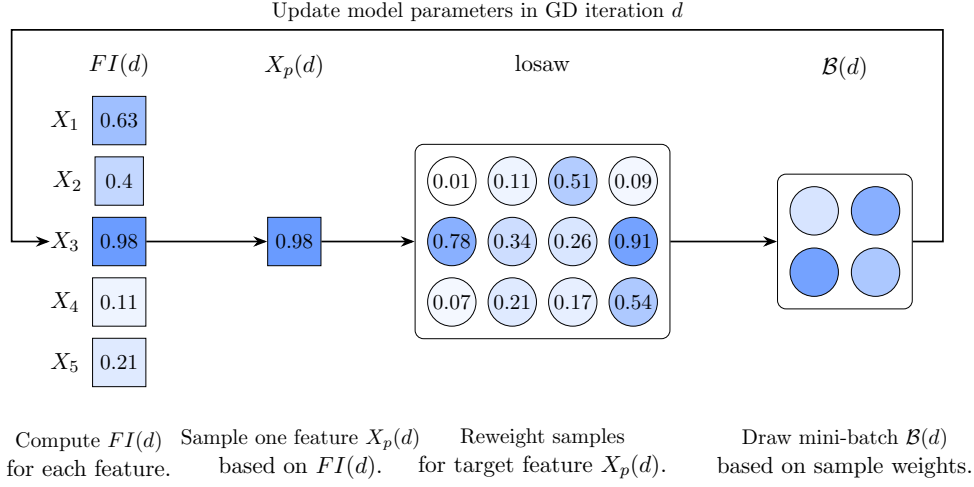 Update model parameters in GD iteration d
FI(d) X_p(d) losaw B(d)
X_1 0.63
X_2 0.4 0.01 0.11 0.51 0.09
X_3 0.98 0.98 0.78 0.34 0.26 0.91
X_4 0.11 0.07 0.21 0.17 0.54
X_5 0.21
Compute FI(d)
for each feature.
Sample one feature X_p(d)
based on FI(d).
Reweight samples
for target feature X_p(d).
Draw mini-batch B(d)
based on sample weights.